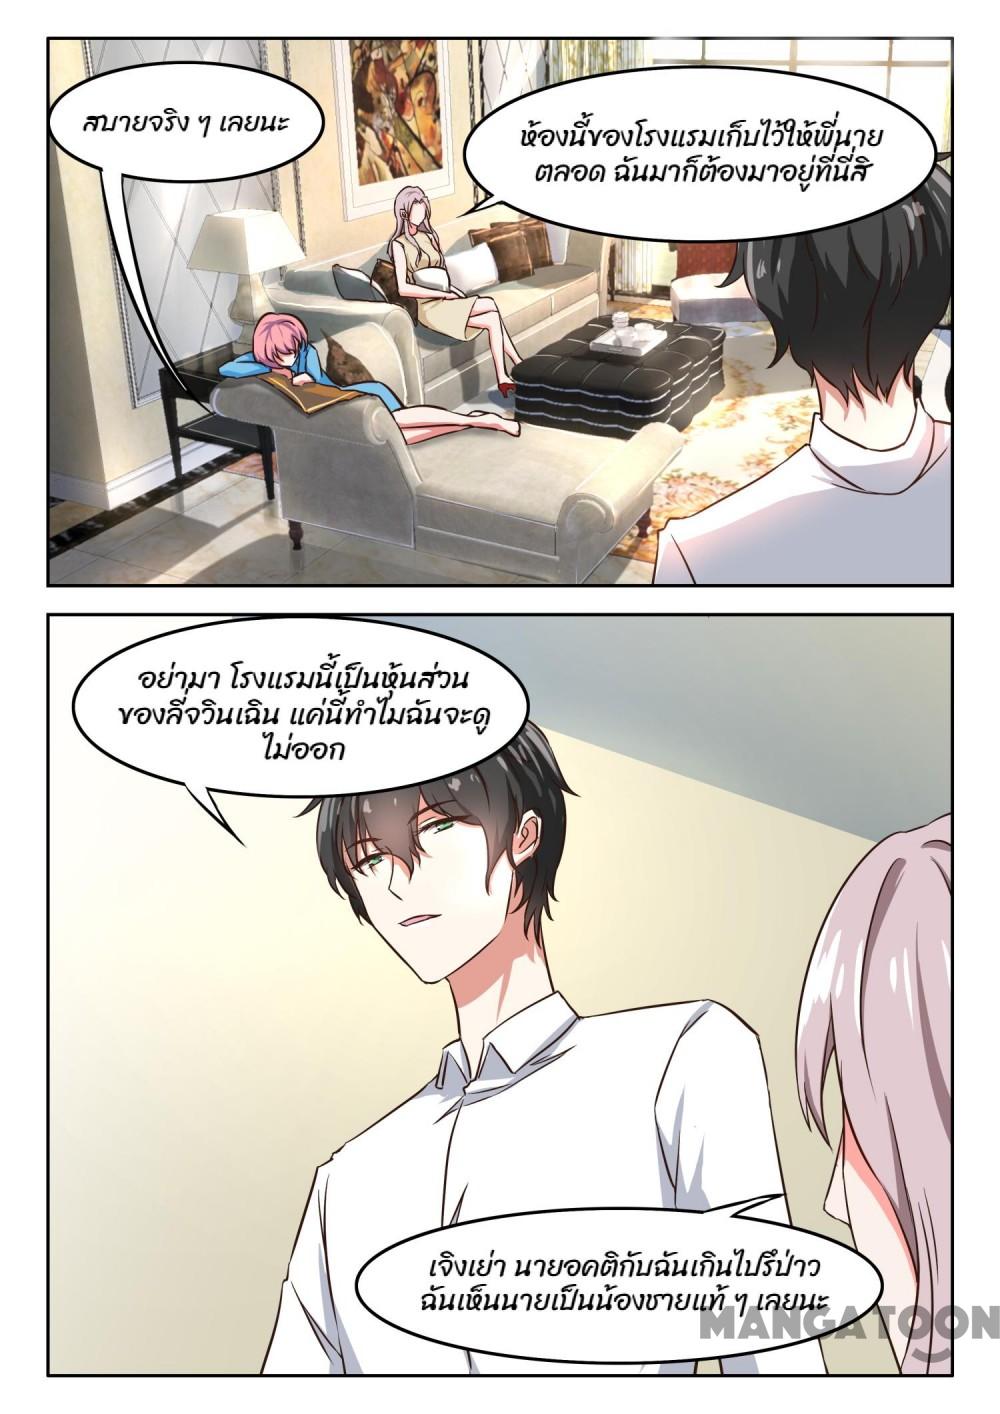 สบายจริง ๆ เลยนะ
ห้องนี้ของโรงแรมเก็บไว้ให้พี่นาย
ตลอด ฉันมาก็ต้องมาอยู่ที่นี่สิ
อย่ามา โรงแรมนี้เป็นหุ้นส่วน
ของลี่จวินเฉิน แค่นี้ทำไมฉันจะดู
ไม่ออก
เจิงเย่า นายอคติกับฉันเกินไปรึป่าว
ฉันเห็นนายเป็นน้องชายแท้ ๆ เลยนะ
MANGATOON